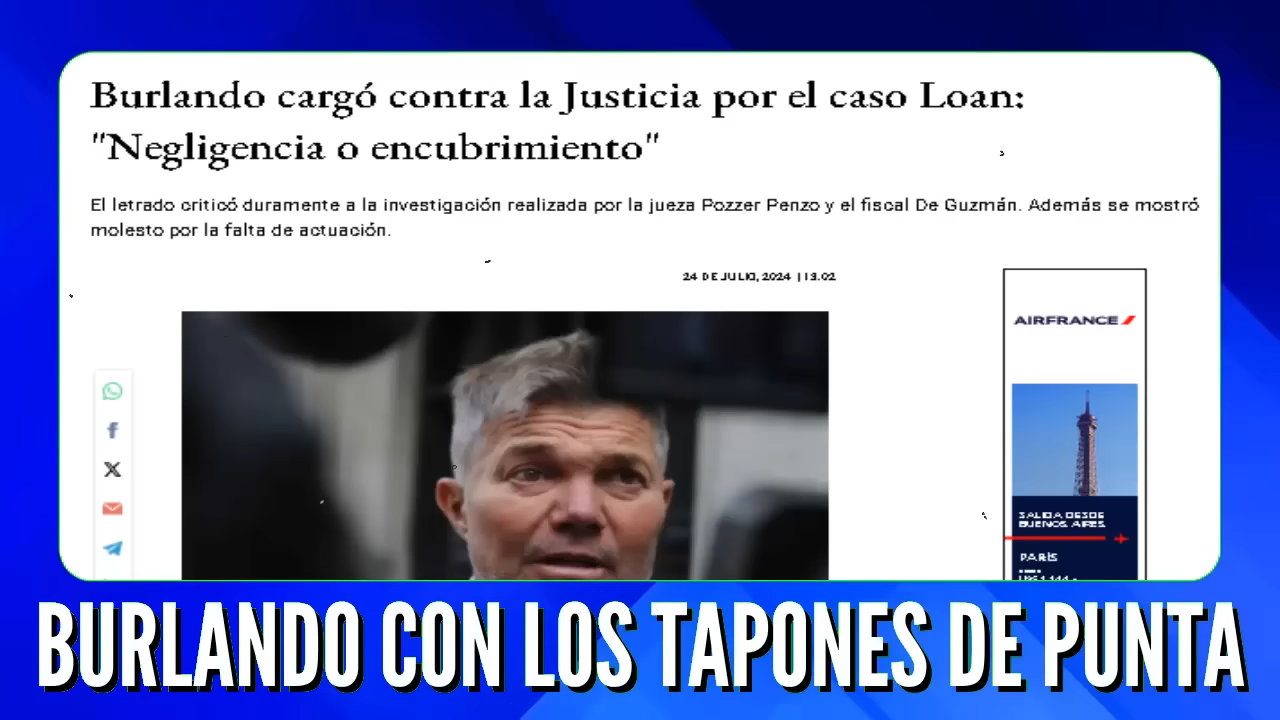 Burlando cargó contra la Justicia por el caso Loan:
"Negligencia o encubrimiento"
El letrado criticó duramente a la investigación realizada por la jueza Pozzer Penzo y el fiscal De Guzmán. Además se mostró
molesto por la falta de actuación.
24 DE JULIO, 2024 | 13.02
AIRFRANCE
SALIDA DESDE
BUENOS AIRES
PARÍS
BURLANDO CON LOS TAPONES DE PUNTA